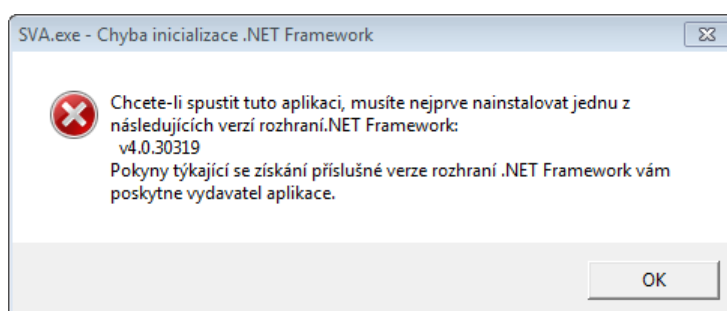 SVA.exe - Chyba inicializace .NET Framework
Chcete-li spustit tuto aplikaci, musíte nejprve nainstalovat jednu z
následujících verzí rozhraní.NET Framework:
v4.0.30319
Pokyny týkající se získání příslušné verze rozhraní .NET Framework vám
poskytne vydavatel aplikace.
OK